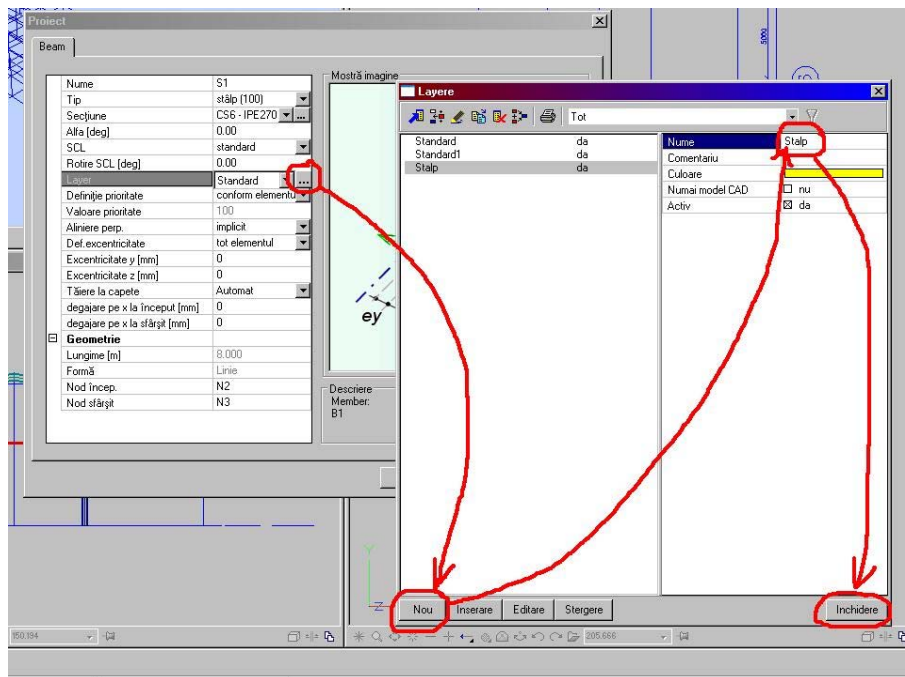 Proiect
Beam
Nume S1
Tip stâlp (100)
Secţiune CS6 - IPE270 ...
Alfa [deg] 0.00
SCL standard
Rotire SCL [deg] 0.00
Layer Standard ...
Definiţie prioritate conform elementu
Valoare prioritate 100
Aliniere perp. implicit
Def.excentricitate tot elementul
Excentricitate y [mm] 0
Excentricitate z [mm] 0
Tăiere la capete Automat
degajare pe x la început [mm] 0
degajare pe x la sfârşit [mm] 0
Geometrie
Lungime [m] 8.000
Formă Linie
Nod încep. N2
Nod sfârşit N3
Mostră imagine
ey
Descriere
Member:
B1
Layere
Tot
Standard da
Standard1 da
Stalp da
Nume Stalp
Comentariu
Culoare
Numai model CAD nu
Activ da
Nou Inserare Editare Stergere Inchidere
5000
Y
Z
150.194
205.666